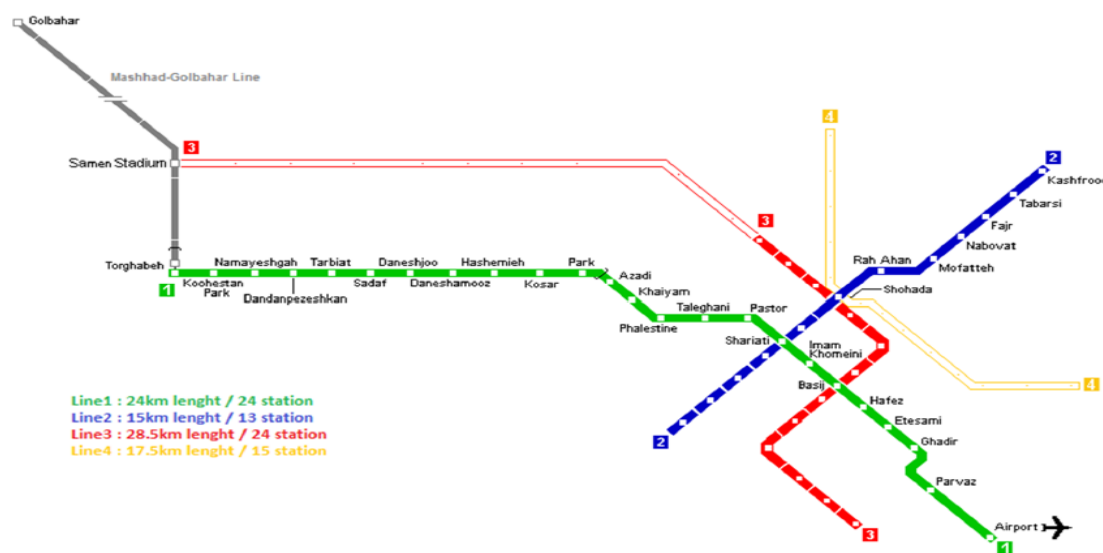 Golbahar
Mashhad-Golbahar Line
4
3
2
Samen Stadium
Kashfroo
Tabarsi
3
Fajr
Nabovat
Torghabeh
Namayeshgah
Tarbiat
Daneshjoo
Hashemieh
Park
Rah Ahan
Mofatteh
1
Koohestan
Park
Dandanpezeshkan
Sadaf
Daneshamooz
Kosar
Azadi
Khaiyam
Shohada
Taleghani
Pastor
Phalestine
Shariati
Imam
Khomeini
Basij
4
Hafez
Line1 : 24km lenght / 24 station
Line2 : 15km lenght / 13 station
Line3 : 28.5km lenght / 24 station
Line4 : 17.5km lenght / 15 station
2
Etesami
Ghadir
Parvaz
Airport
3
1